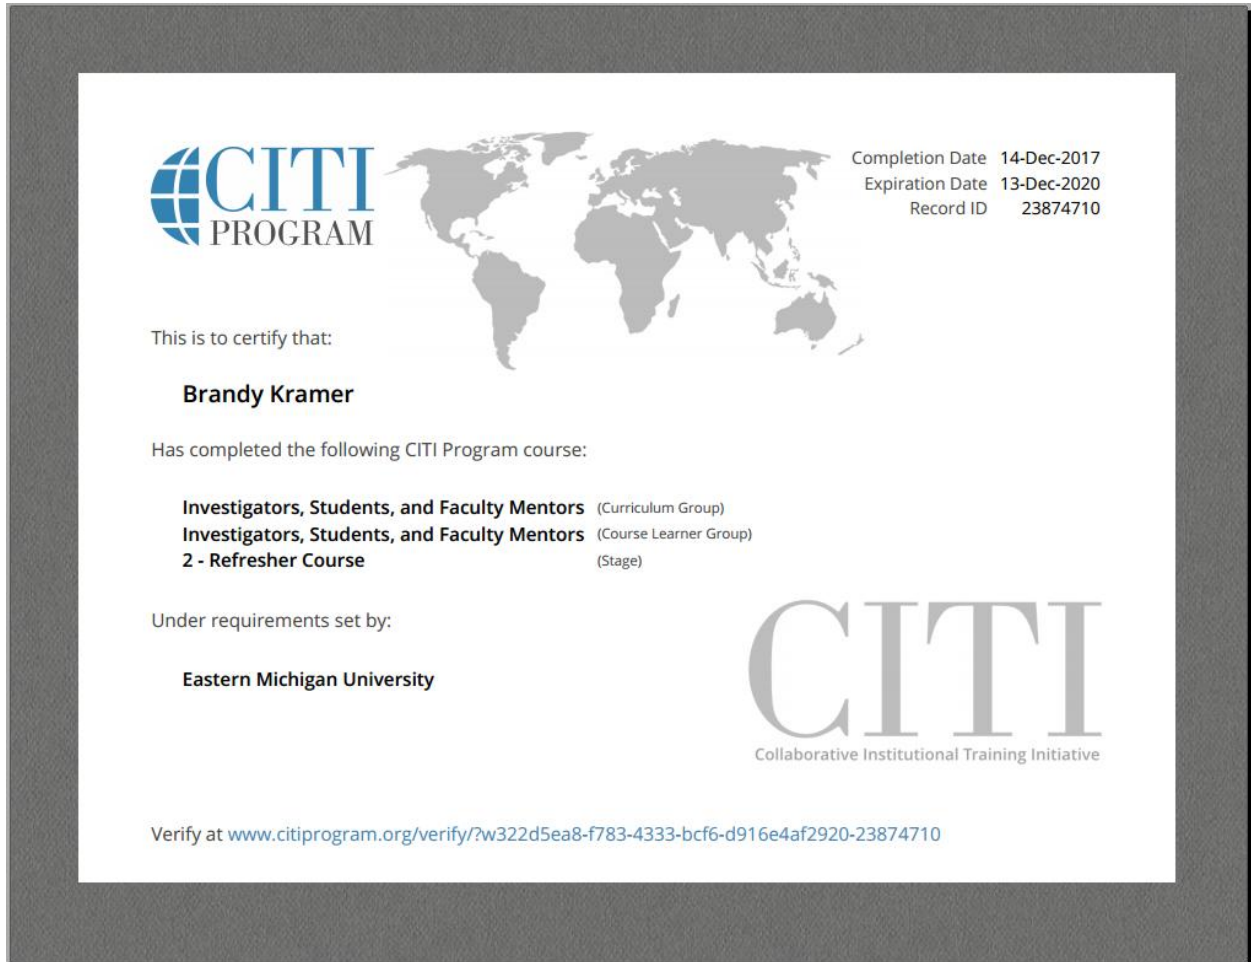 CITI
PROGRAM
Completion Date 14-Dec-2017
Expiration Date 13-Dec-2020
Record ID 23874710
This is to certify that:
Brandy Kramer
Has completed the following CITI Program course:
Investigators, Students, and Faculty Mentors (Curriculum Group)
Investigators, Students, and Faculty Mentors (Course Learner Group)
2 - Refresher Course (Stage)
Under requirements set by:
Eastern Michigan University
CITI
Collaborative Institutional Training Initiative
Verify at www.citiprogram.org/verify/?w322d5ea8-f783-4333-bcf6-d916e4af2920-23874710